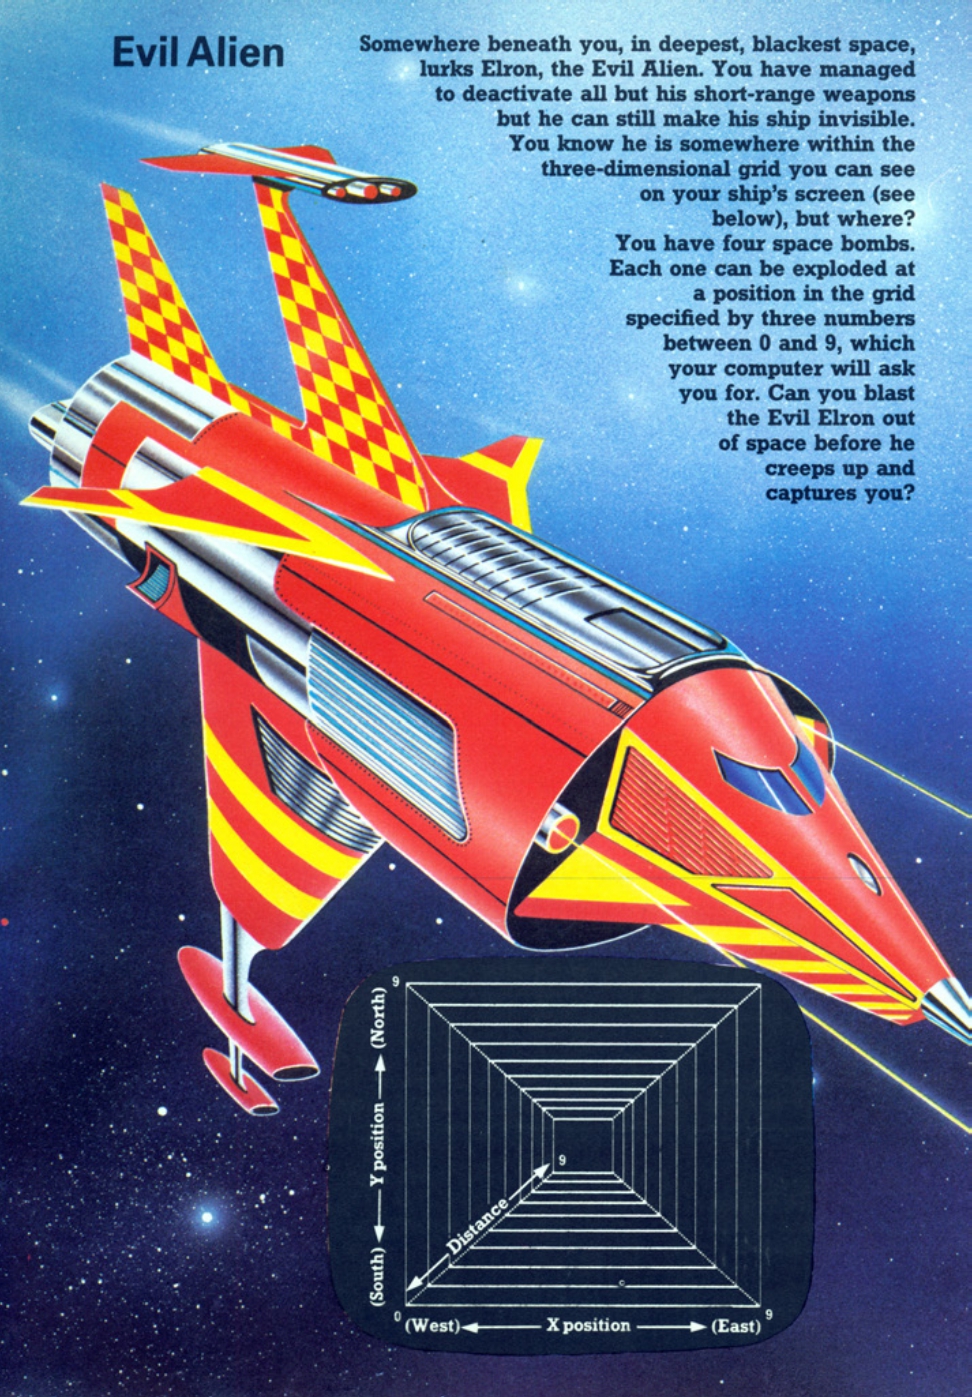 Evil Alien
Somewhere beneath you, in deepest, blackest space,
lurks Elron, the Evil Alien. You have managed
to deactivate all but his short-range weapons
but he can still make his ship invisible.
You know he is somewhere within the
three-dimensional grid you can see
on your ship's screen (see
below), but where?
You have four space bombs.
Each one can be exploded at
a position in the grid
specified by three numbers
between 0 and 9, which
your computer will ask
you for. Can you blast
the Evil Elron out
of space before he
creeps up and
captures you?
9
(South) Y position (North)
9
Distance
0
9
(West) X position (East)